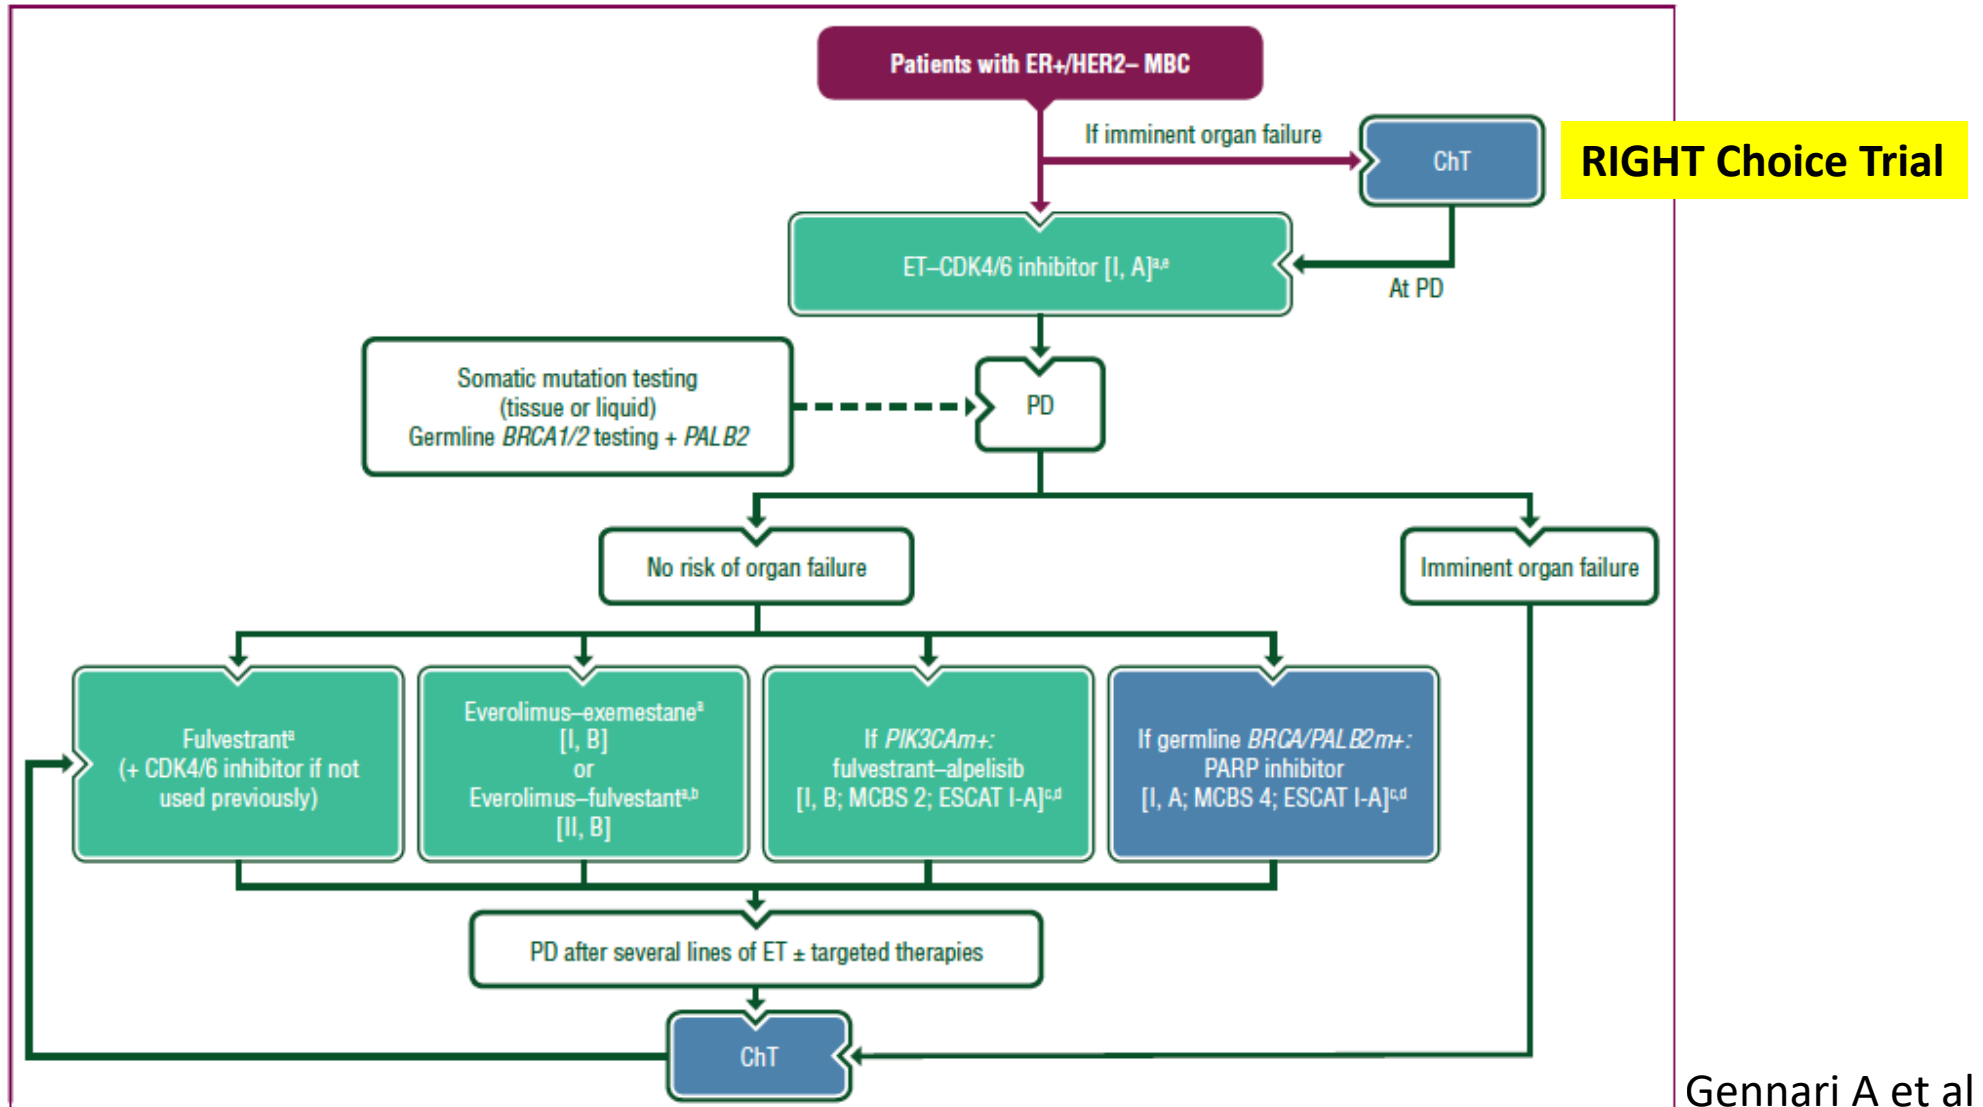 Patients with ER+/HER2– MBC
If imminent organ failure
ChT
RIGHT Choice Trial
ET–CDK4/6 inhibitor [I, A]a,e
At PD
Somatic mutation testing
(tissue or liquid)
Germline BRCA1/2 testing + PALB2
PD
No risk of organ failure
Imminent organ failure
Fulvestranta
(+ CDK4/6 inhibitor if not
used previously)
Everolimus–exemestanea
[I, B]
or
Everolimus–fulvestanta,b
[II, B]
If PIK3CAm+:
fulvestrant–alpelisib
[I, B; MCBS 2; ESCAT I-A]c,d
If germline BRCA/PALB2m+:
PARP inhibitor
[I, A; MCBS 4; ESCAT I-A]c,d
PD after several lines of ET ± targeted therapies
ChT
Gennari A et al